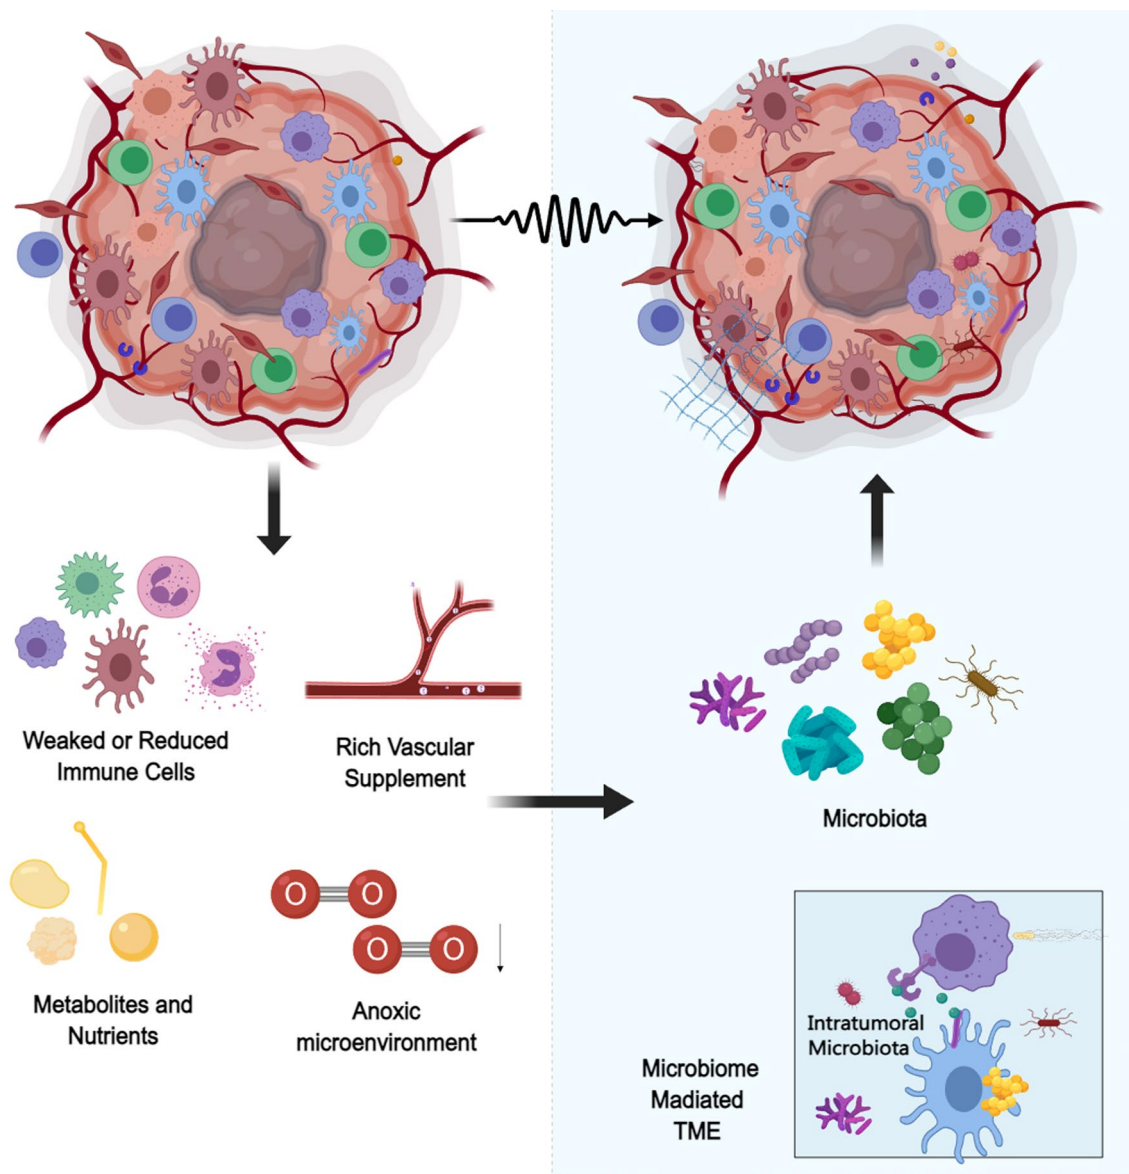 Weaked or Reduced
Immune Cells
Rich Vascular
Supplement
Microbiota
O O
O O
Metabolites and
Nutrients
Anoxic
microenvironment
Intratumoral
Microbiota
Microbiome
Madiated
TME